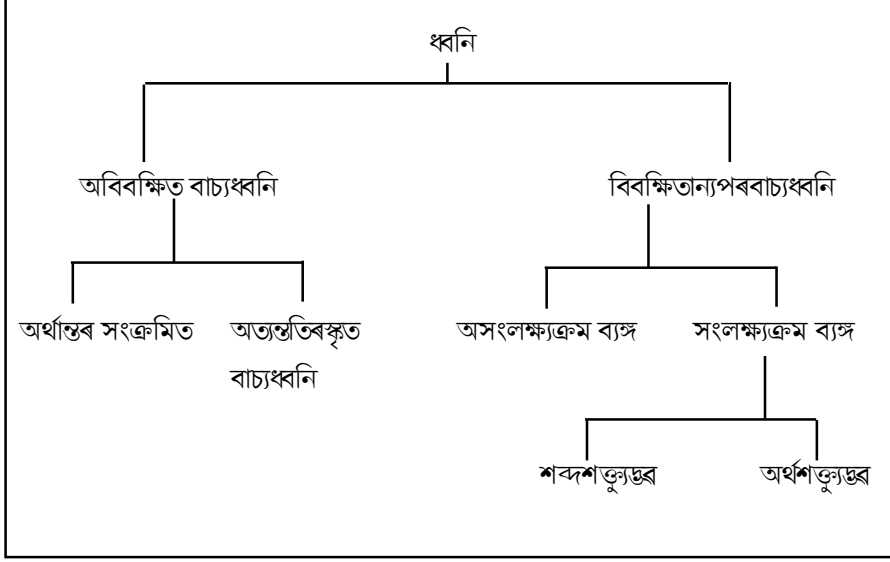 ধ্বনি
অবিবক্ষিত বাচ্যধ্বনি
বিবক্ষিতান্যপৰবাচ্যধ্বনি
অৰ্থান্তৰ সংক্ৰমিত
অত্যন্ততিৰস্কৃত
বাচ্যধ্বনি
অসংলক্ষ্যক্ৰম ব্যঙ্গ
সংলক্ষ্যক্ৰম ব্যঙ্গ
শব্দশক্ত্যুদ্ভৱ
অৰ্থশক্ত্যুদ্ভৱ